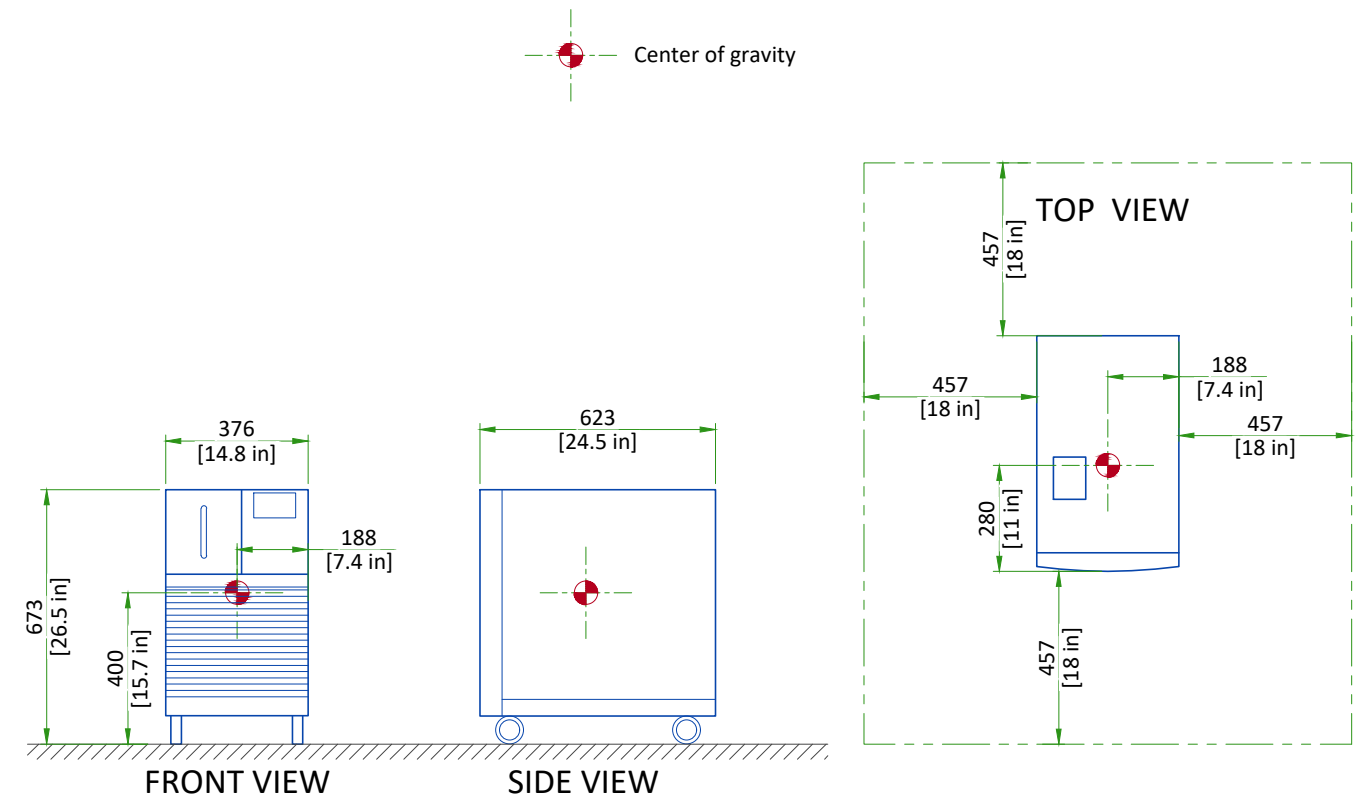 Center of gravity
TOP VIEW
457
[18 in]
188
[7.4 in]
457
[18 in]
457
[18 in]
280
[11 in]
457
[18 in]
376
[14.8 in]
623
[24.5 in]
188
[7.4 in]
673
[26.5 in]
400
[15.7 in]
FRONT VIEW
SIDE VIEW